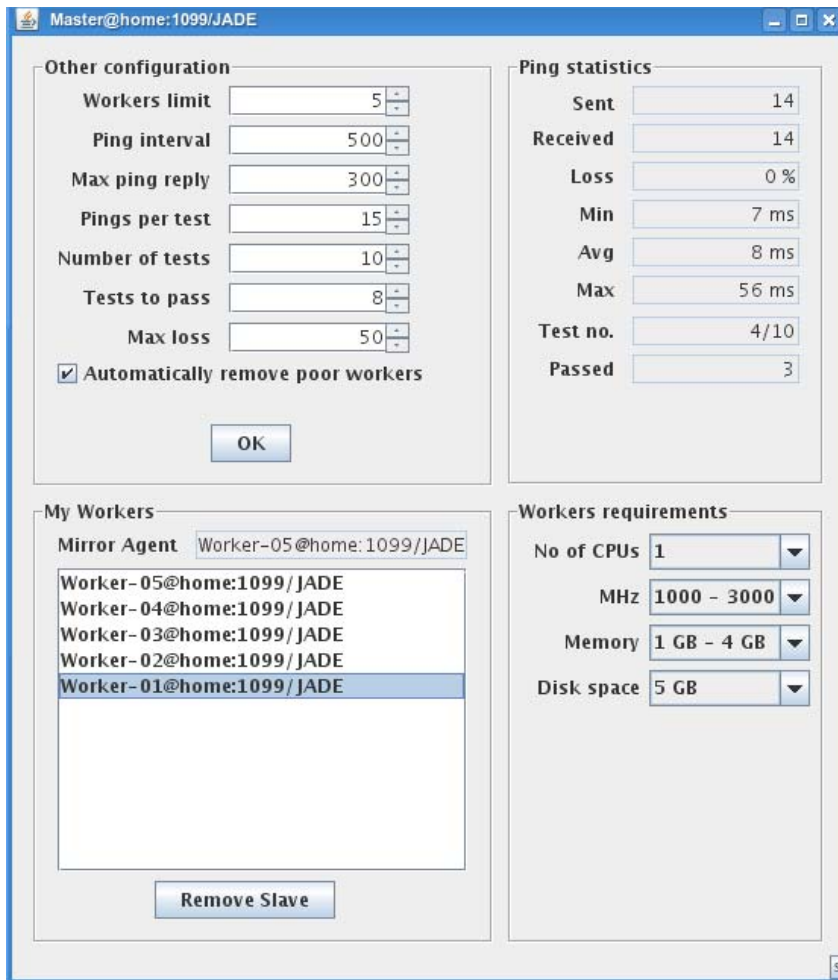 Master@home:1099/JADE
Other configuration
Workers limit 5
Ping interval 500
Max ping reply 300
Pings per test 15
Number of tests 10
Tests to pass 8
Max loss 50
Automatically remove poor workers
OK
Ping statistics
Sent 14
Received 14
Loss 0 %
Min 7 ms
Avg 8 ms
Max 56 ms
Test no. 4/10
Passed 3
My Workers
Mirror Agent Worker-05@home:1099/JADE
Worker-05@home:1099/JADE
Worker-04@home:1099/JADE
Worker-03@home:1099/JADE
Worker-02@home:1099/JADE
Worker-01@home:1099/JADE
Remove Slave
Workers requirements
No of CPUs 1
MHz 1000 - 3000
Memory 1 GB - 4 GB
Disk space 5 GB